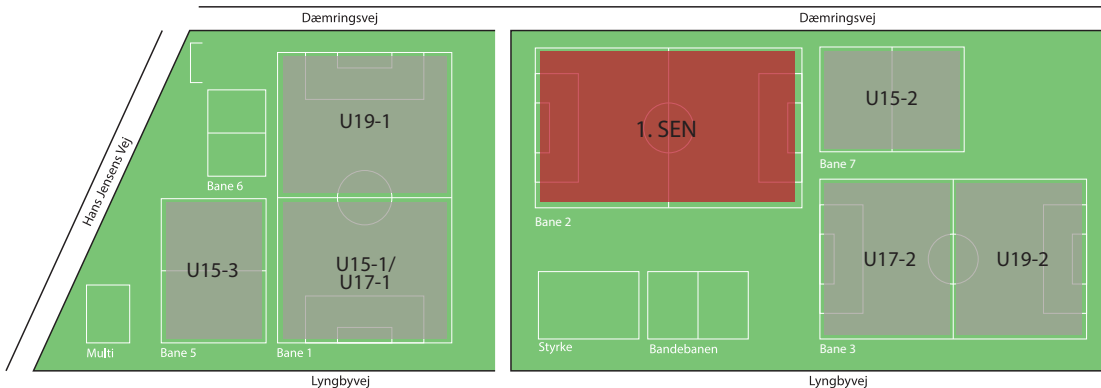 Dæmringsvej
Dæmringsvej
Hans Jensens Vej
U19-1
Bane 6
U15-3
U15-1/
U17-1
Multi
Bane 5
Bane 1
1. SEN
U15-2
Bane 7
Bane 2
U17-2
U19-2
Styrke
Bandebanen
Bane 3
Lyngbyvej
Lyngbyvej